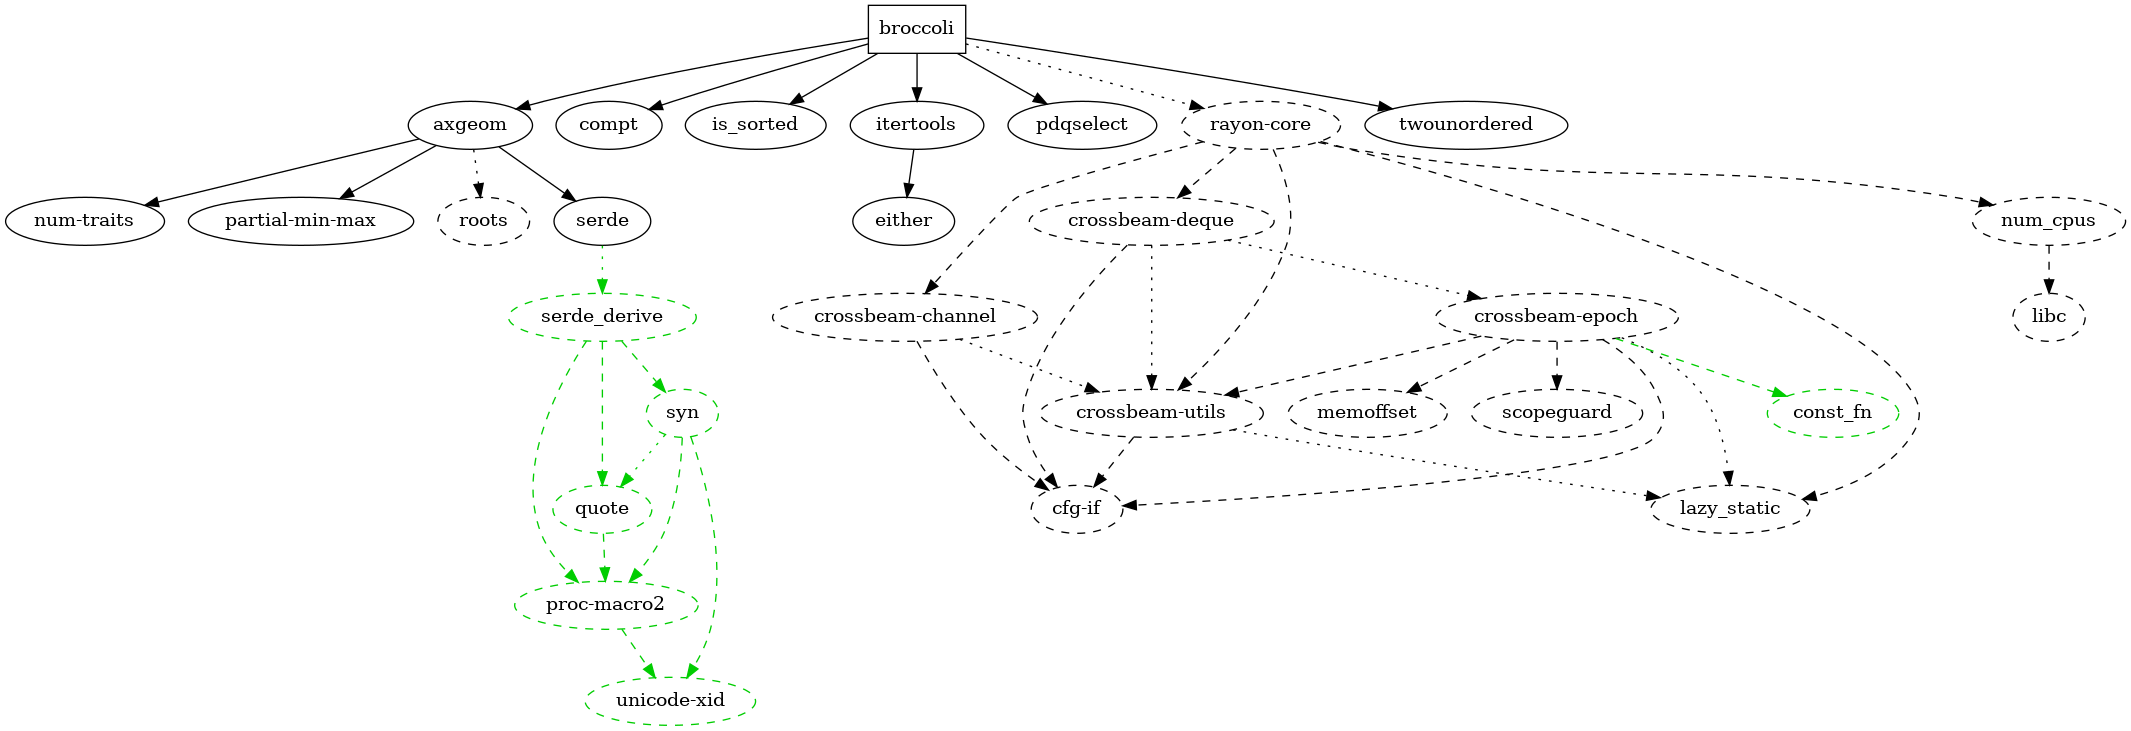 broccoli
axgeom
compt
is_sorted
itertools
pdqselect
rayon-core
twounordered
num-traits
partial-min-max
roots
serde
either
crossbeam-deque
num_cpus
serde_derive
crossbeam-channel
crossbeam-epoch
libc
syn
crossbeam-utils
memoffset
scopeguard
const_fn
quote
cfg-if
lazy_static
proc-macro2
unicode-xid